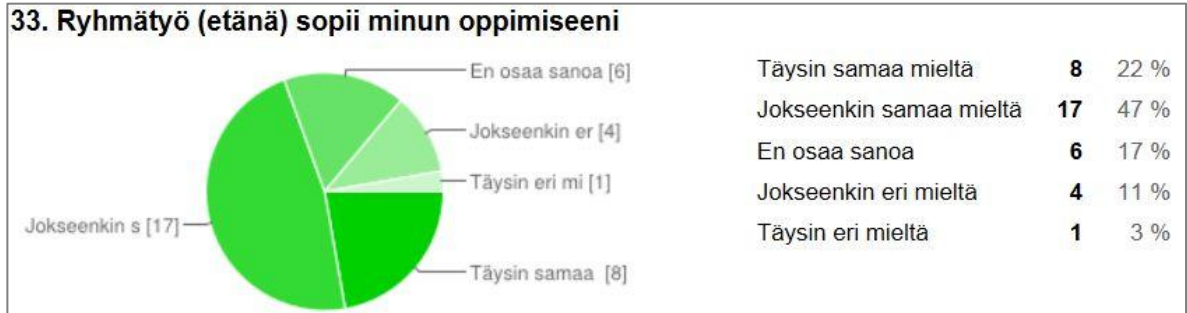 33. Ryhmätyö (etänä) sopii minun oppimiseeni
En osaa sanoa [6]
Jokseenkin er [4]
Täysin eri mi [1]
Jokseenkin s [17]
Täysin samaa [8]
Täysin samaa mieltä 8 22 %
Jokseenkin samaa mieltä 17 47 %
En osaa sanoa 6 17 %
Jokseenkin eri mieltä 4 11 %
Täysin eri mieltä 1 3 %